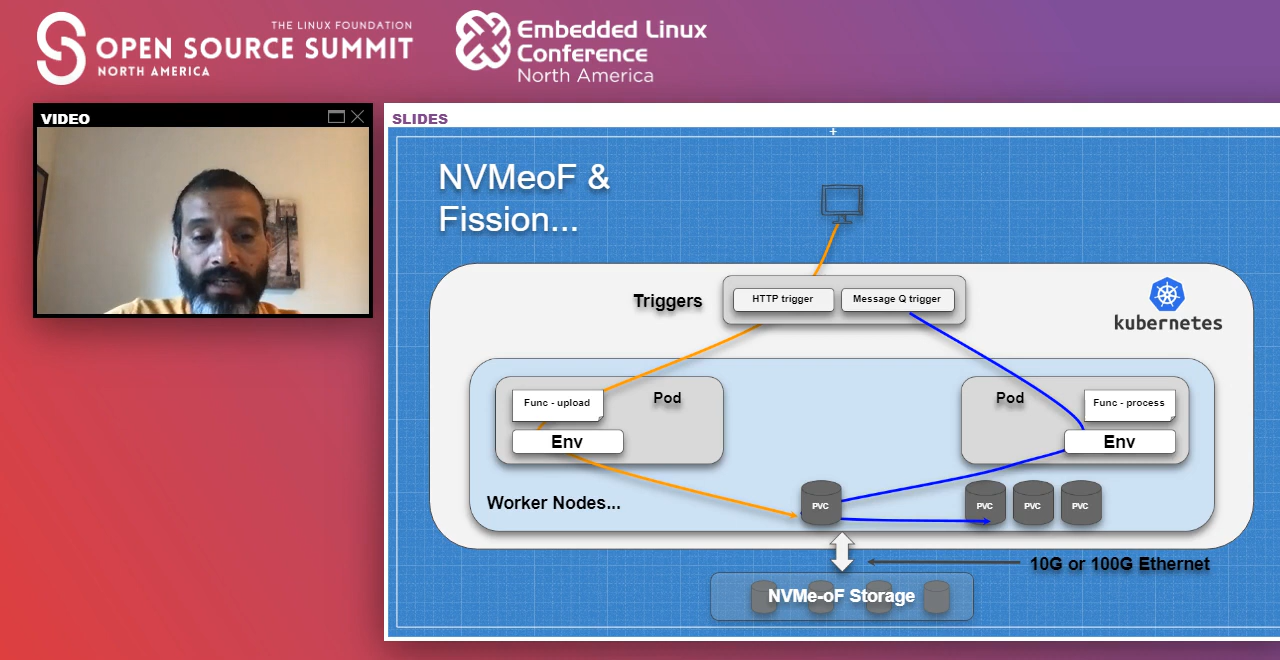 THE LINUX FOUNDATION
OPEN SOURCE SUMMIT
NORTH AMERICA
Embedded Linux
Conference
North America
VIDEO
SLIDES
NVMeoF &
Fission...
Triggers
HTTP trigger
Message Q trigger
kubernetes
Func - upload
Pod
Env
Pod
Func - process
Env
Worker Nodes...
PVC
PVC
PVC
PVC
10G or 100G Ethernet
NVMe-oF Storage